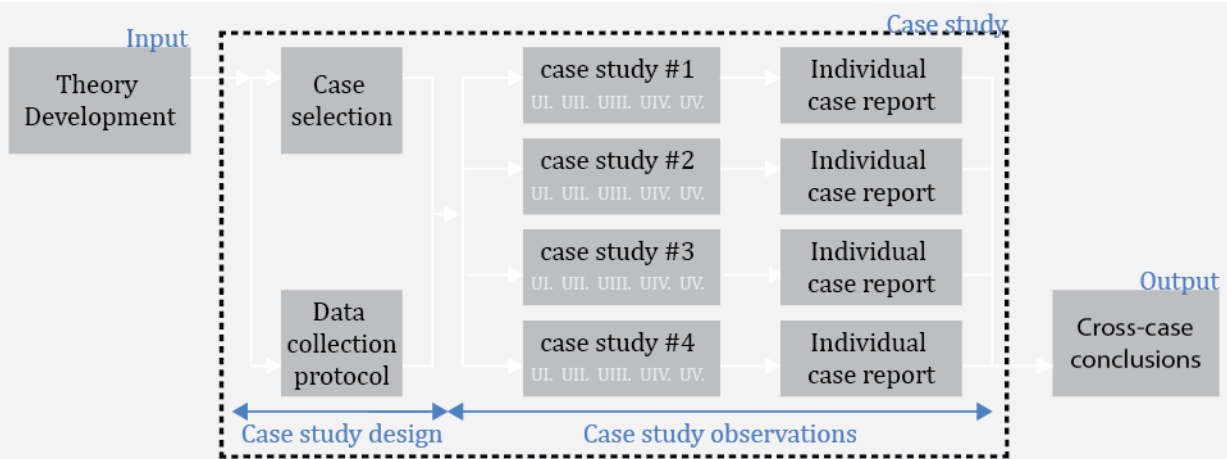 Input
Theory
Development
Case study
Case
selection
Data
collection
protocol
case study #1
UI. UII. UIII. UIV. UV.
Individual
case report
case study #2
UI. UII. UIII. UIV. UV.
Individual
case report
case study #3
UI. UII. UIII. UIV. UV.
Individual
case report
case study #4
UI. UII. UIII. UIV. UV.
Individual
case report
Output
Cross-case
conclusions
Case study design
Case study observations